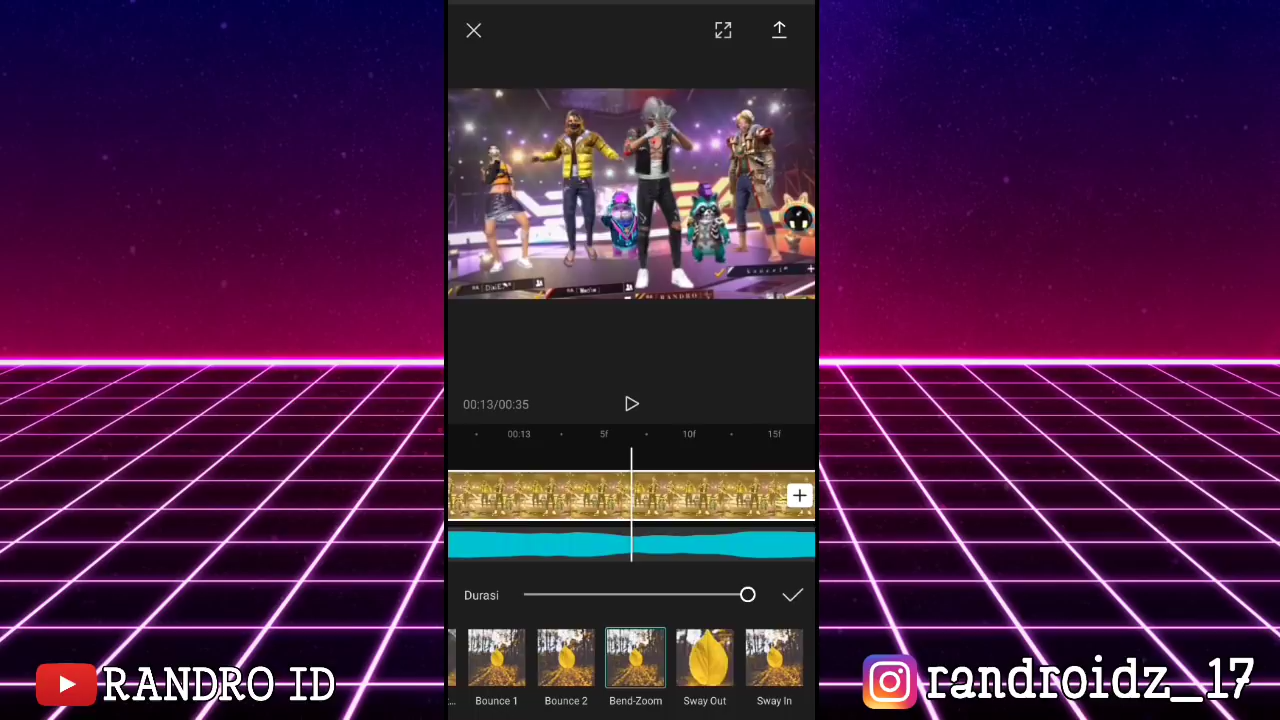 RANDRO
00:13/00:35
00:13
5f
10f
15f
Durasi
Bounce 1
Bounce 2
Bend-Zoom
Sway Out
Sway In
RANDRO ID
randroidz_17